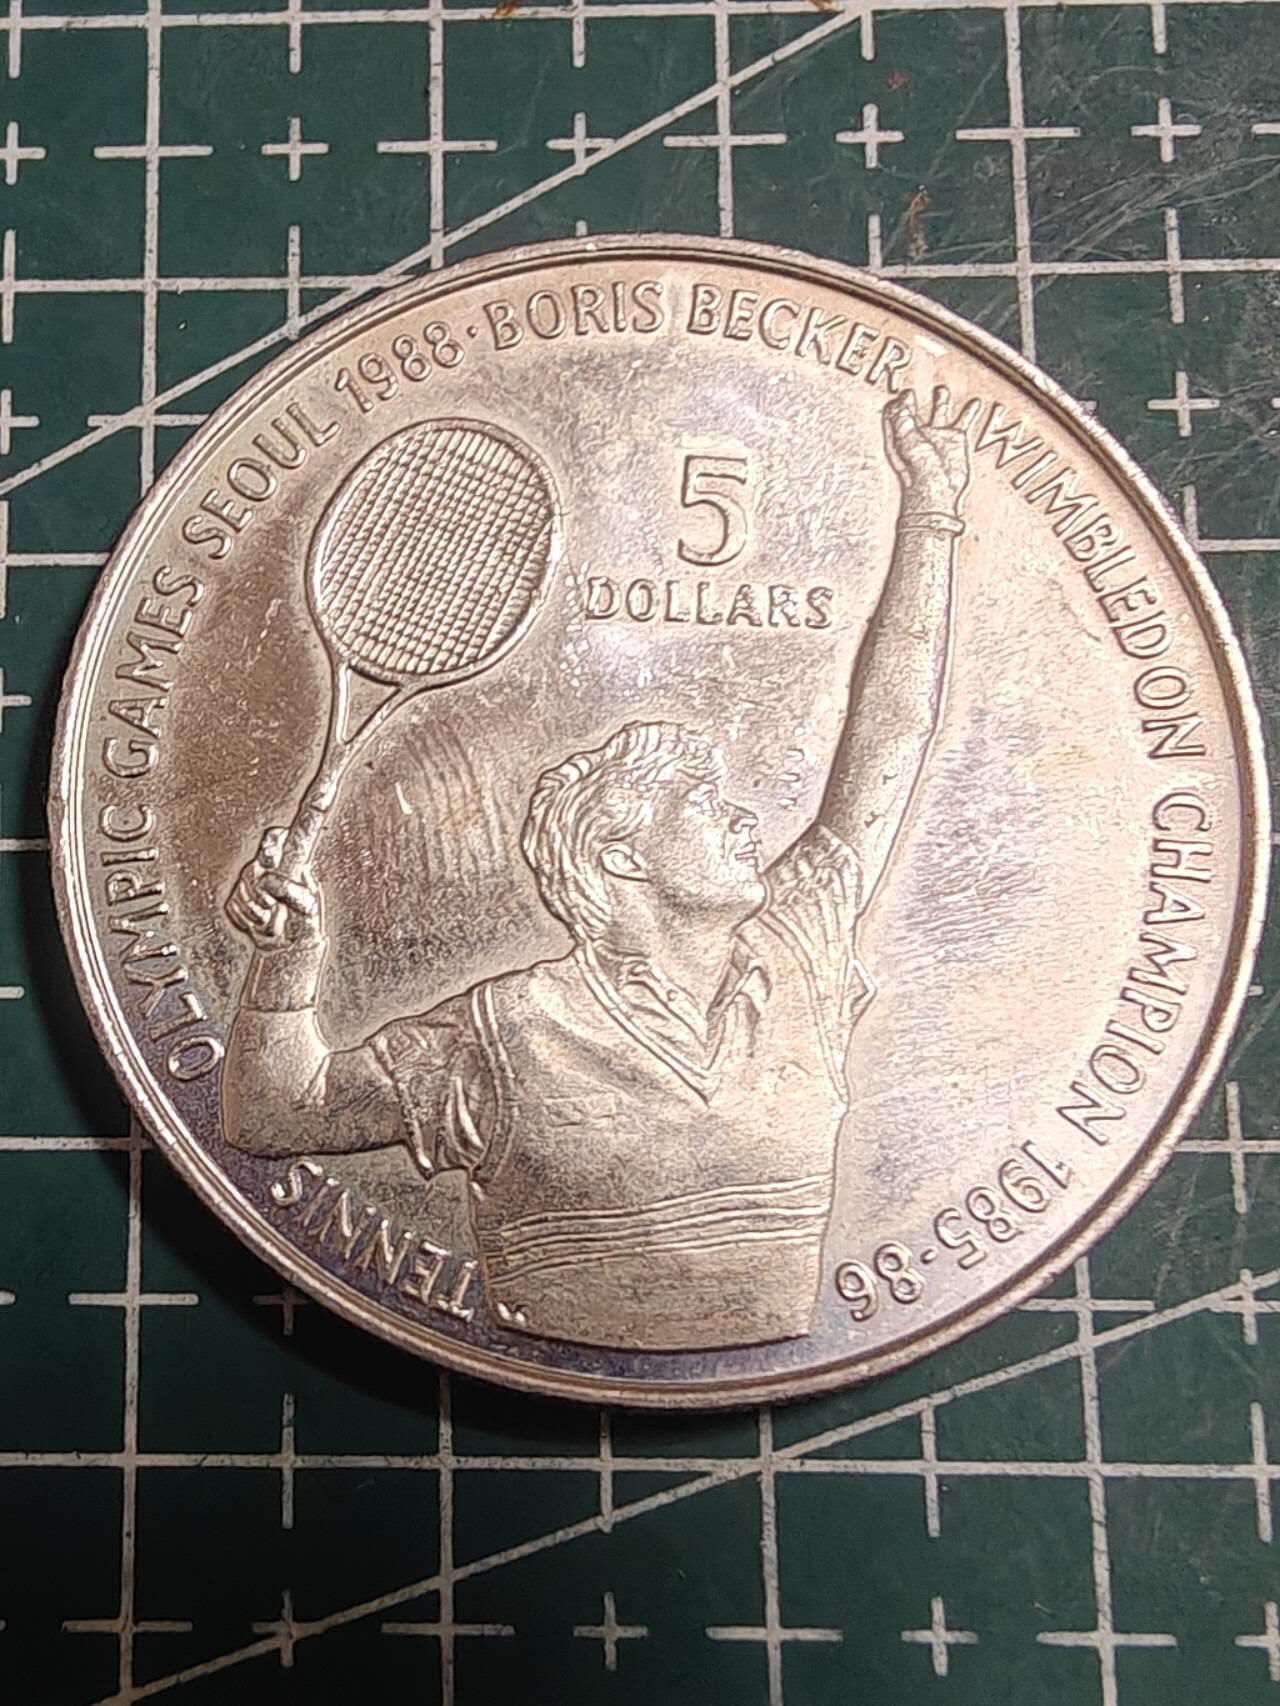 TENNIS OLYMPIC GAMES SEOUL 1988 · BORIS BECKER WIMBLEDON CHAMPION 1985-86
5
DOLLARS